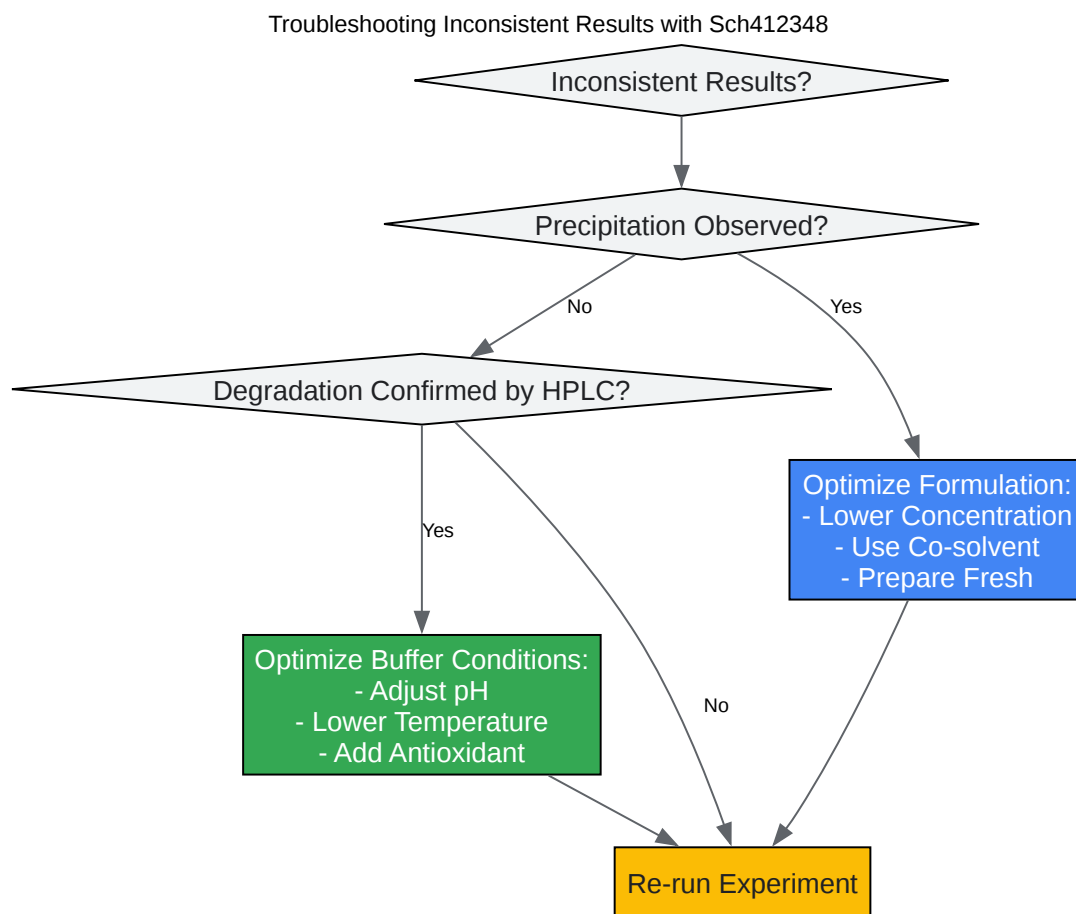 Troubleshooting Inconsistent Results with Sch412348
Inconsistent Results?
Precipitation Observed?
No
Yes
Degradation Confirmed by HPLC?
Optimize Formulation:
- Lower Concentration
- Use Co-solvent
- Prepare Fresh
Yes
Optimize Buffer Conditions:
- Adjust pH
- Lower Temperature
- Add Antioxidant
No
Re-run Experiment